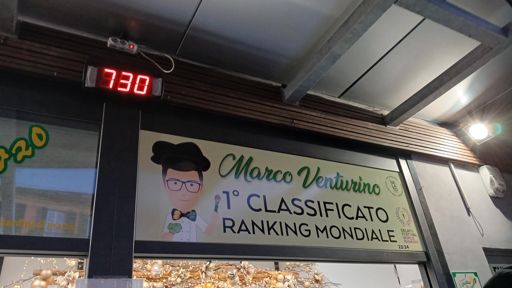 730
Marco Venturino
1° CLASSIFICATO
RANKING MONDIALE